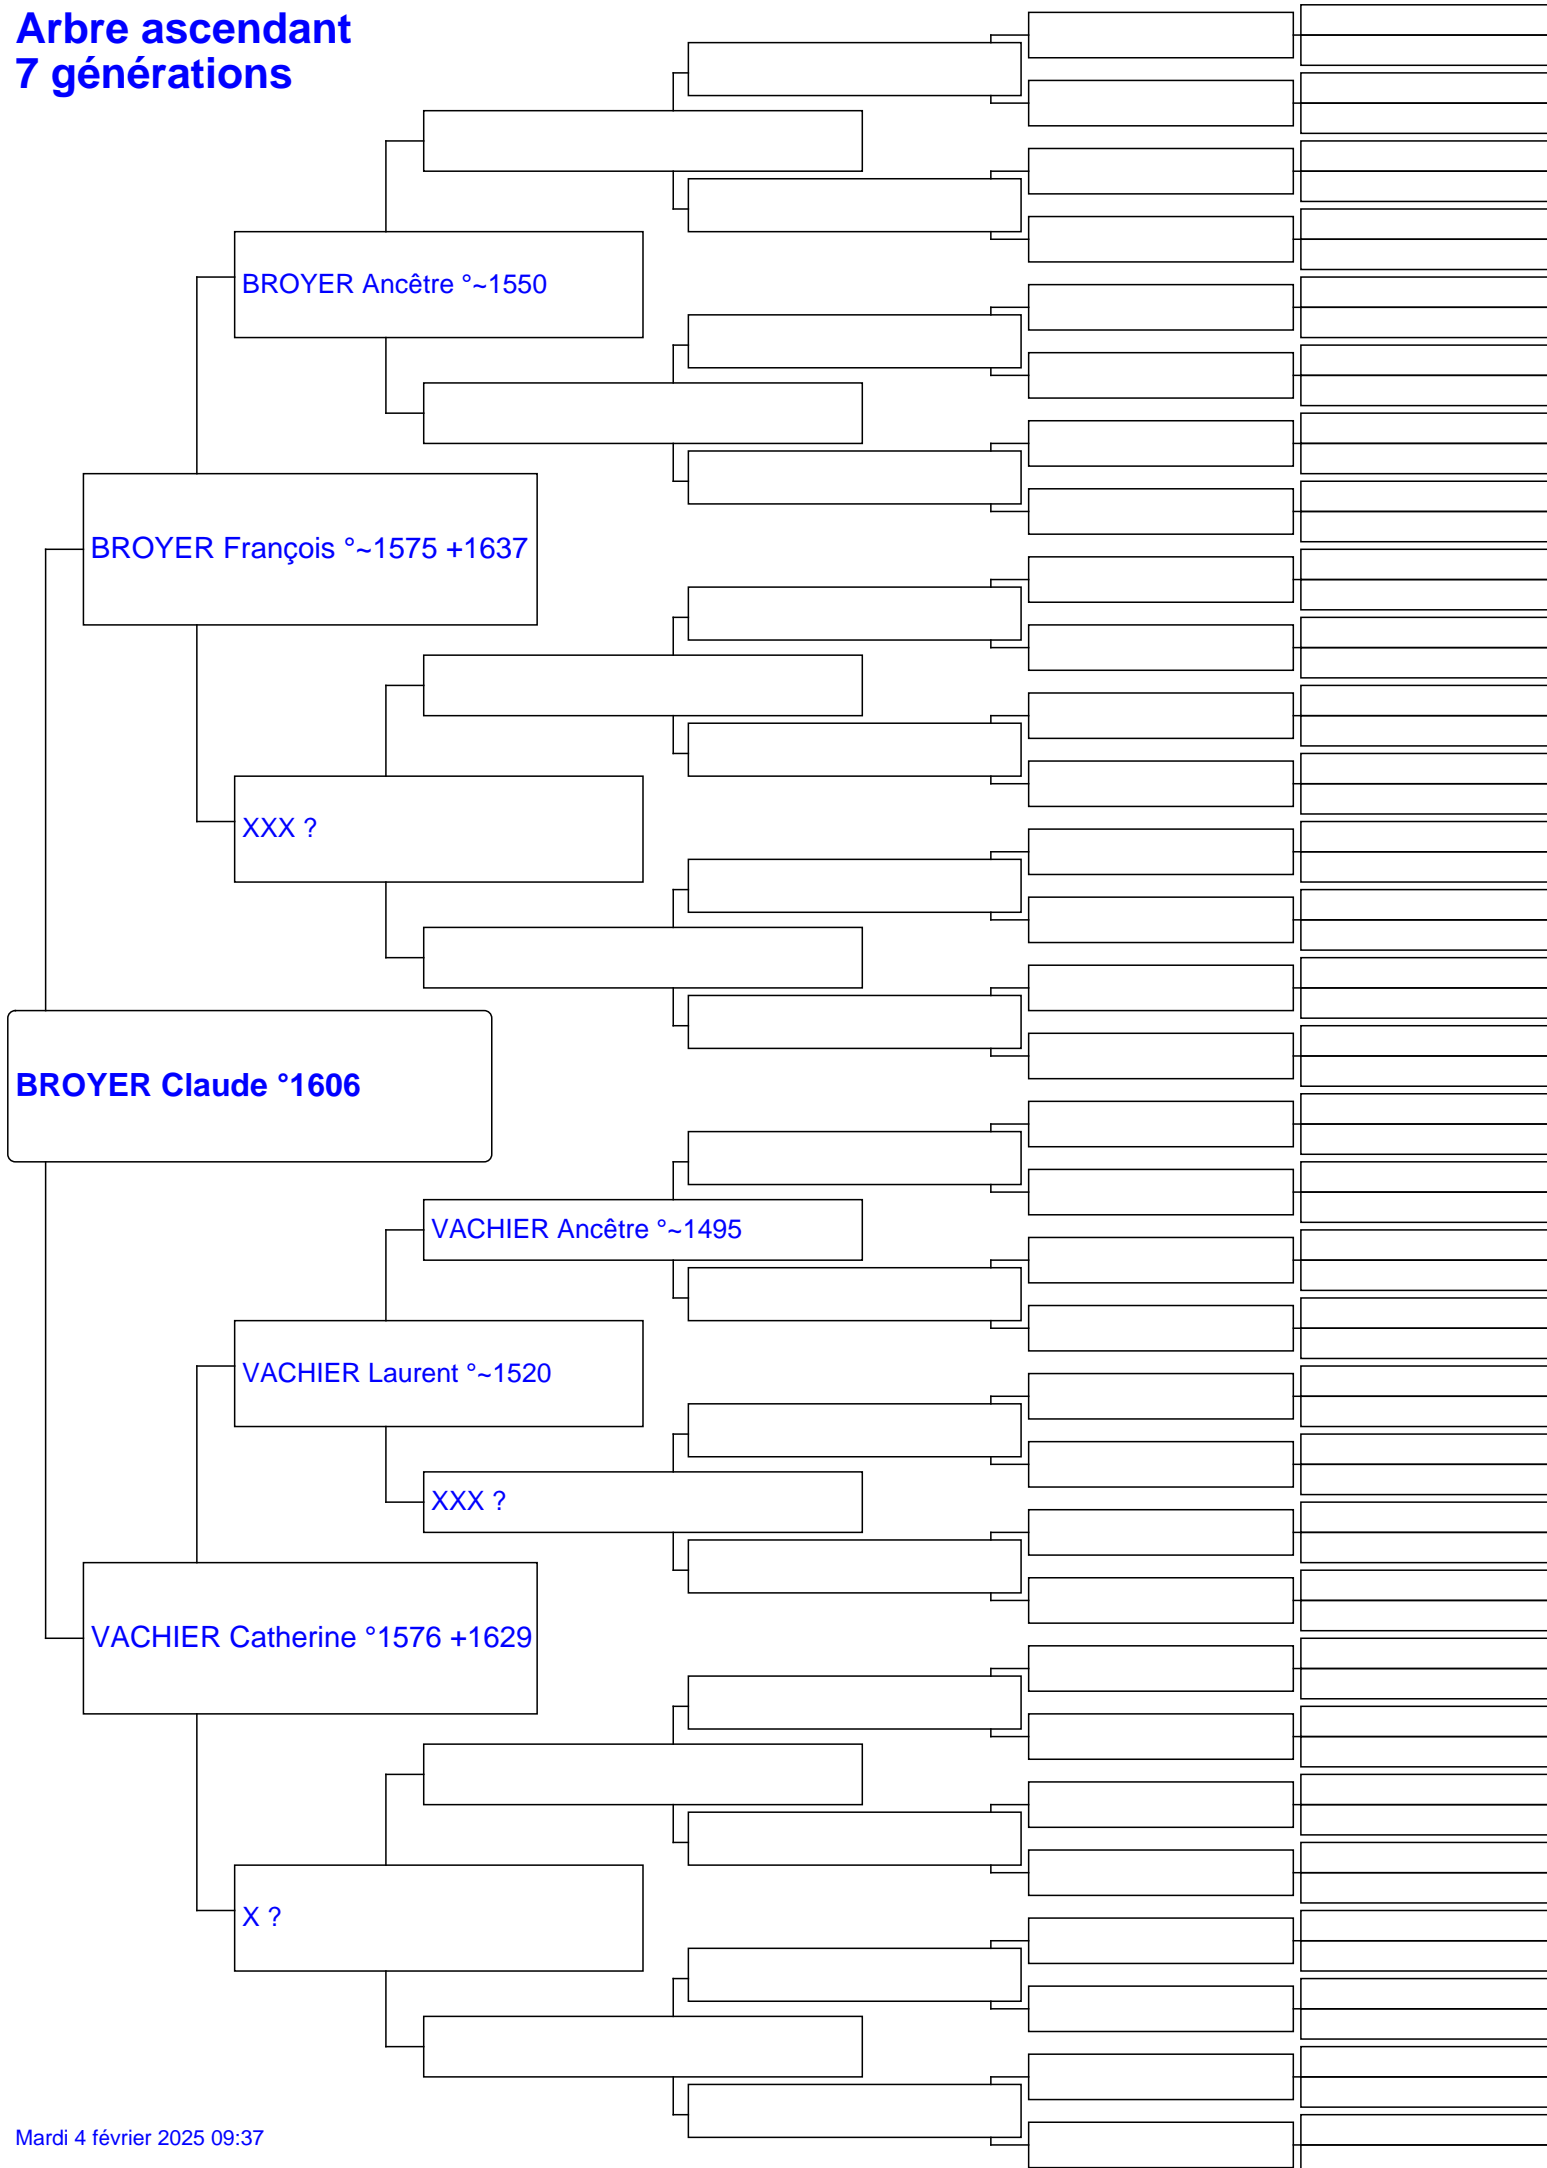 Arbre ascendant
7 générations
BROYER Ancêtre °~1550
BROYER François °~1575 +1637
XXX ?
BROYER Claude °1606
VACHIER Ancêtre °~1495
VACHIER Laurent °~1520
XXX ?
VACHIER Catherine °1576 +1629
X ?
Mardi 4 février 2025 09:37